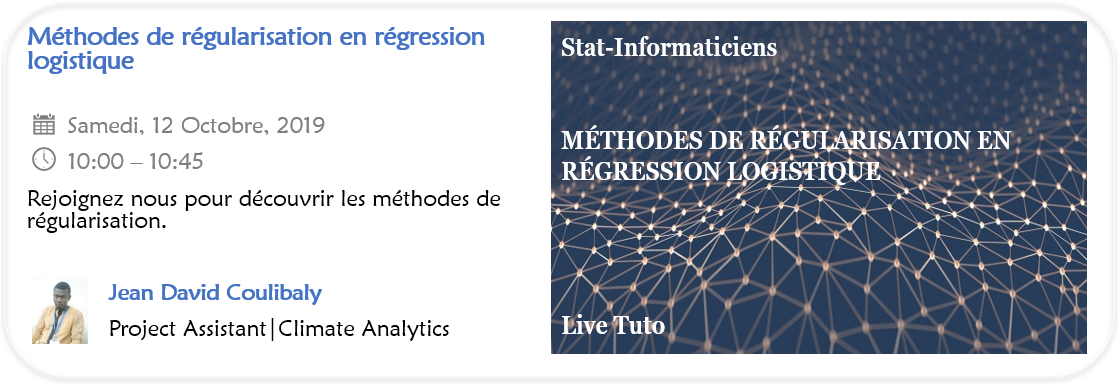 Méthodes de régularisation en régression
logistique
Samedi, 12 Octobre, 2019
10:00 – 10:45
Rejoignez nous pour découvrir les méthodes de
régularisation.
Jean David Coulibaly
Project Assistant|Climate Analytics
Stat-Informaticiens
MÉTHODES DE RÉGULARISATION EN
RÉGRESSION LOGISTIQUE
Live Tuto